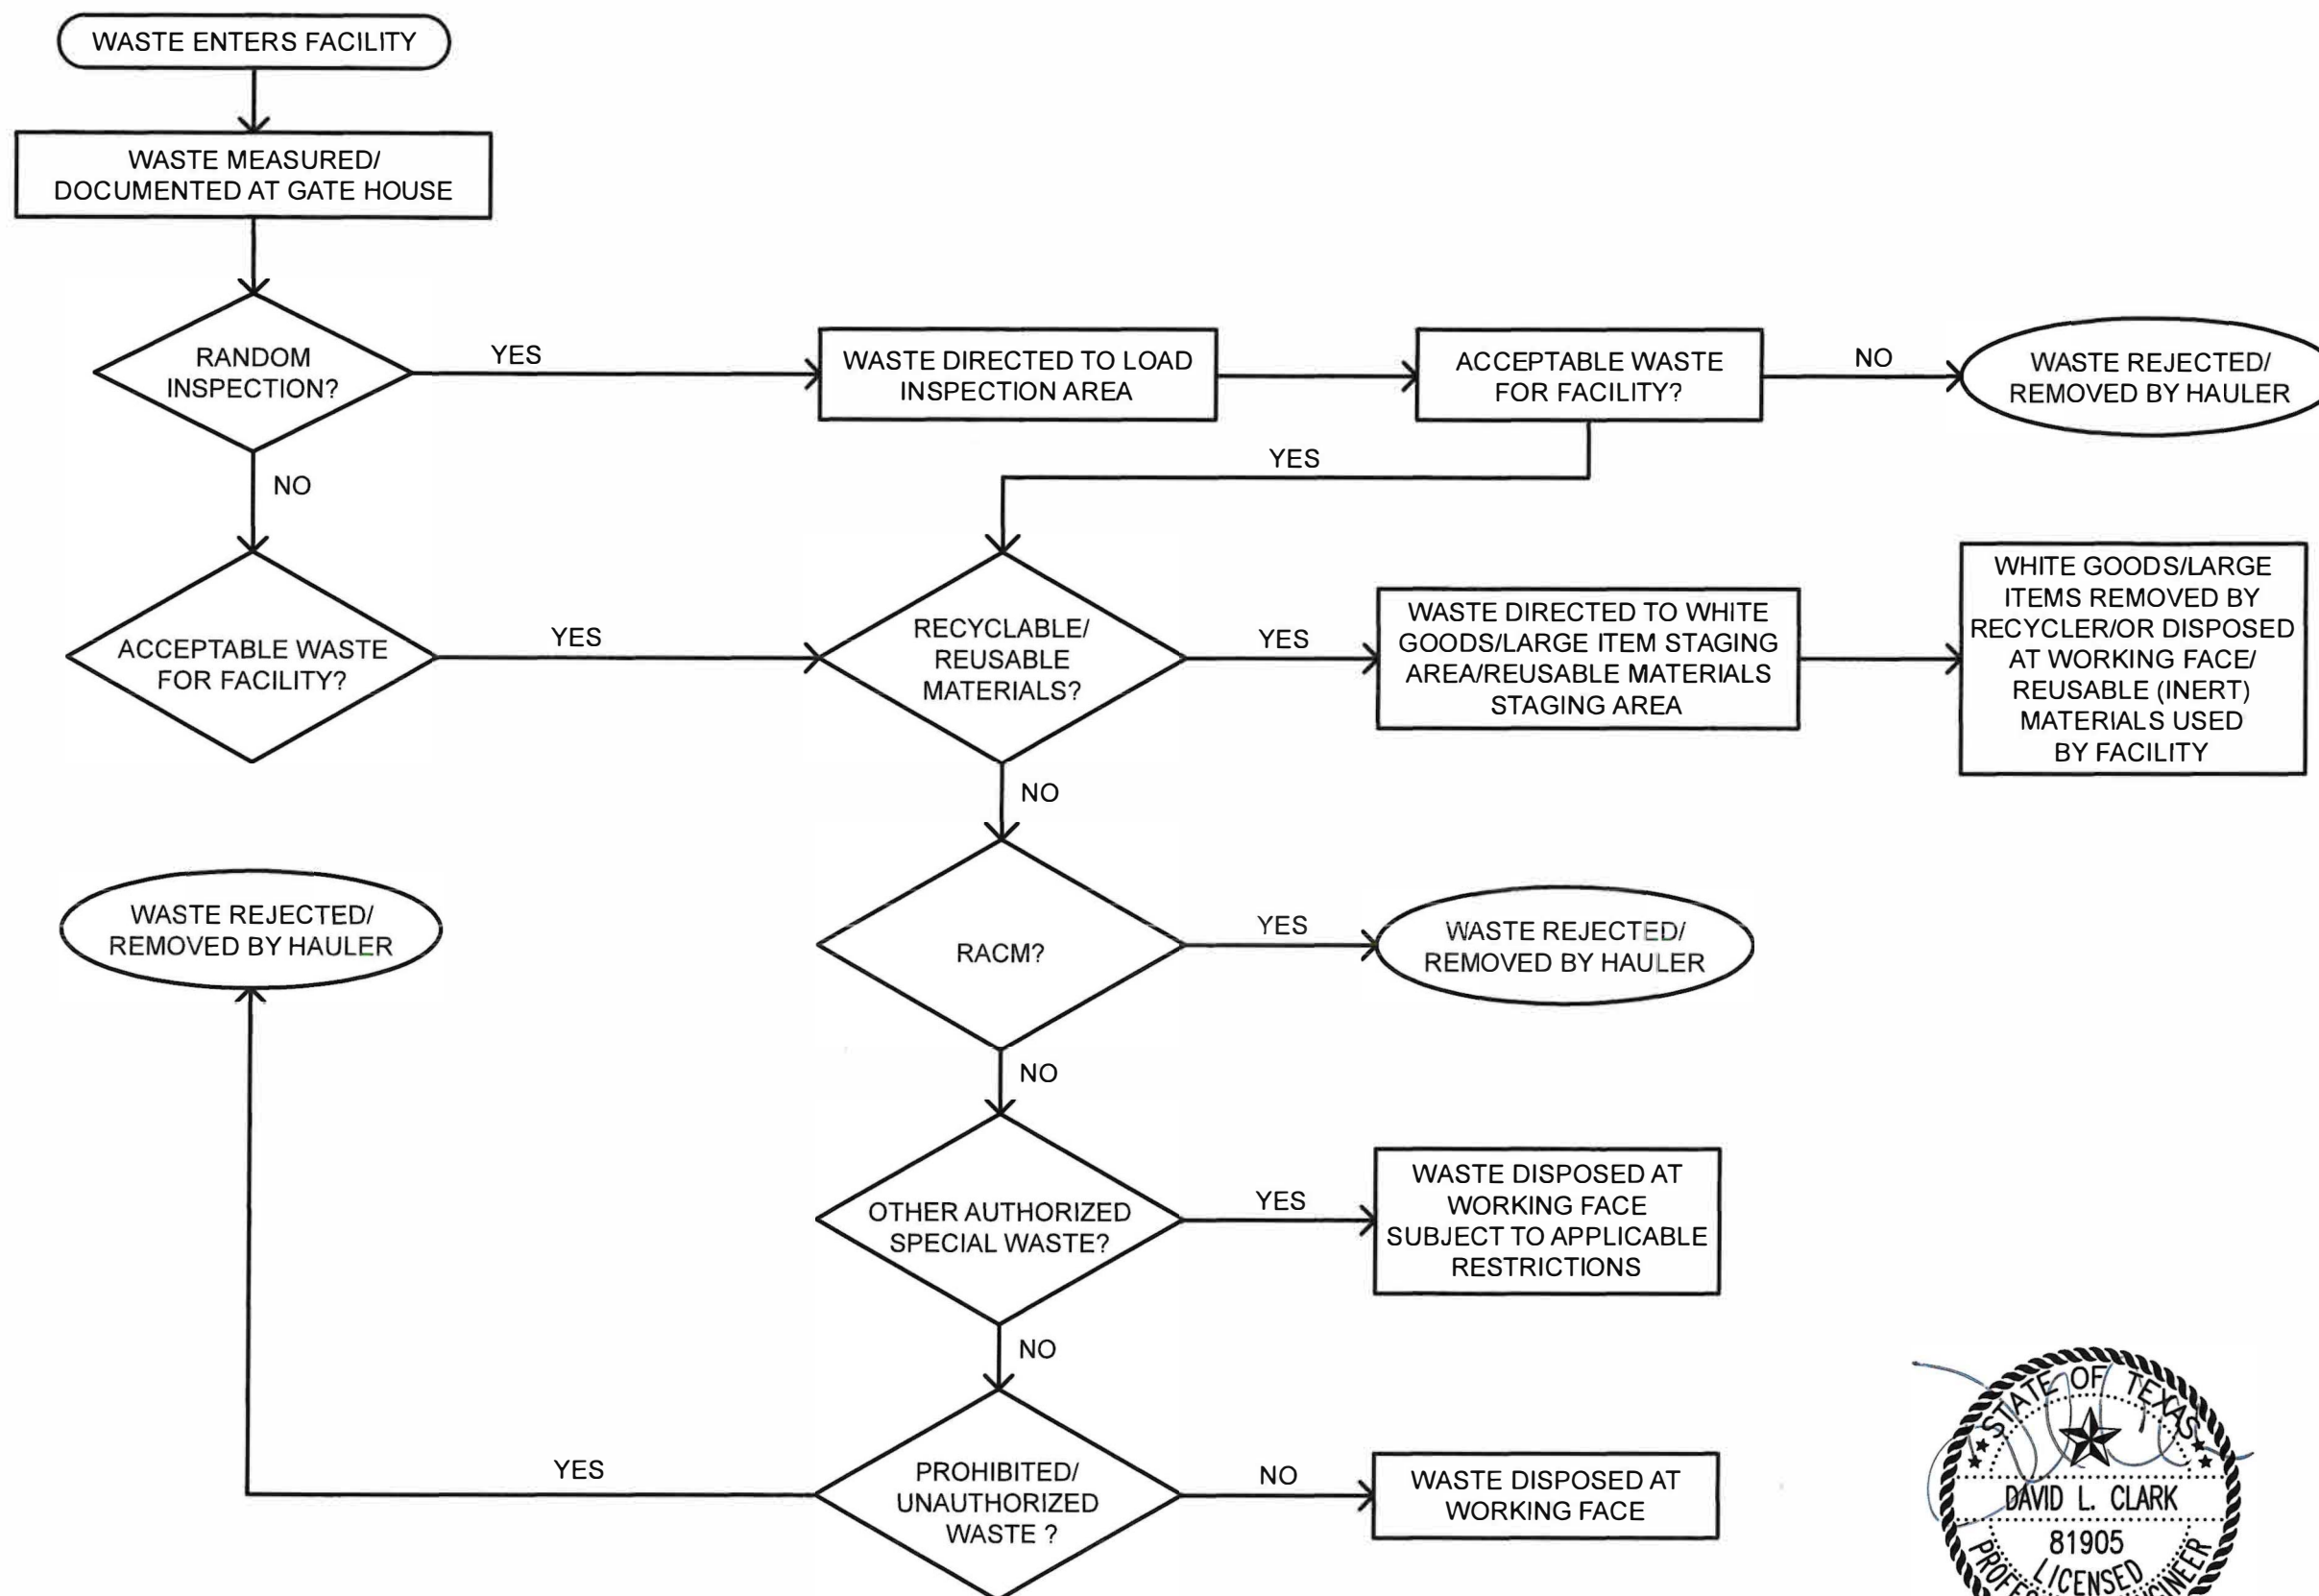 WASTE ENTERS FACILITY
WASTE MEASURED/
DOCUMENTED AT GATE HOUSE
RANDOM
INSPECTION?
YES
WASTE DIRECTED TO LOAD
INSPECTION AREA
ACCEPTABLE WASTE
FOR FACILITY?
NO
WASTE REJECTED/
REMOVED BY HAULER
YES
NO
ACCEPTABLE WASTE
FOR FACILITY?
YES
RECYCLABLE/
REUSABLE
MATERIALS?
YES
WASTE DIRECTED TO WHITE
GOODS/LARGE ITEM STAGING
AREA/REUSABLE MATERIALS
STAGING AREA
WHITE GOODS/LARGE
ITEMS REMOVED BY
RECYCLER/OR DISPOSED
AT WORKING FACE/
REUSABLE (INERT)
MATERIALS USED
BY FACILITY
NO
WASTE REJECTED/
REMOVED BY HAULER
RACM?
YES
WASTE REJECTED/
REMOVED BY HAULER
NO
OTHER AUTHORIZED
SPECIAL WASTE?
YES
WASTE DISPOSED AT
WORKING FACE
SUBJECT TO APPLICABLE
RESTRICTIONS
NO
YES
PROHIBITED/
UNAUTHORIZED
WASTE ?
NO
WASTE DISPOSED AT
WORKING FACE
STATE OF TEXAS
DAVID L. CLARK
81905
LICENSED